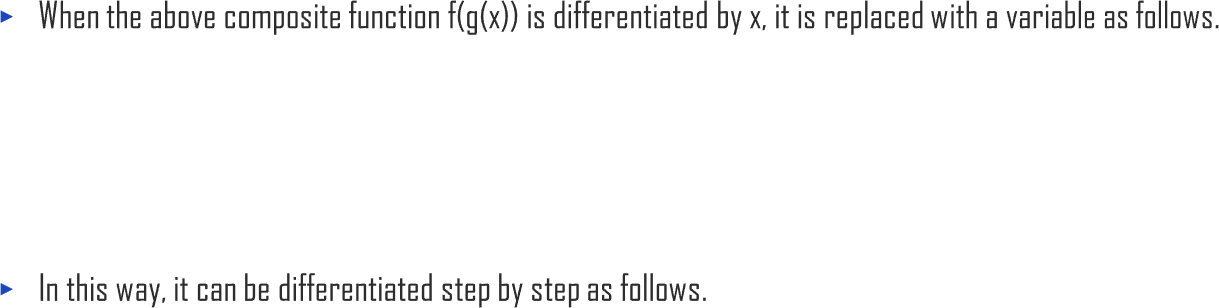 ► When the above composite function f(g(x)) is differentiated by x, it is replaced with a variable as follows.
► In this way, it can be differentiated step by step as follows.